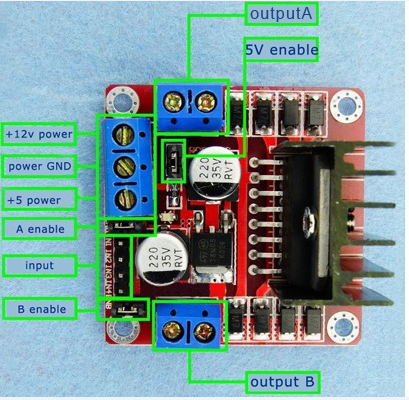 outputA
5V enable
+12v power
power GND
+5 power
A enable
input
B enable
output B
220
35V
RVT
220
35V
RVT